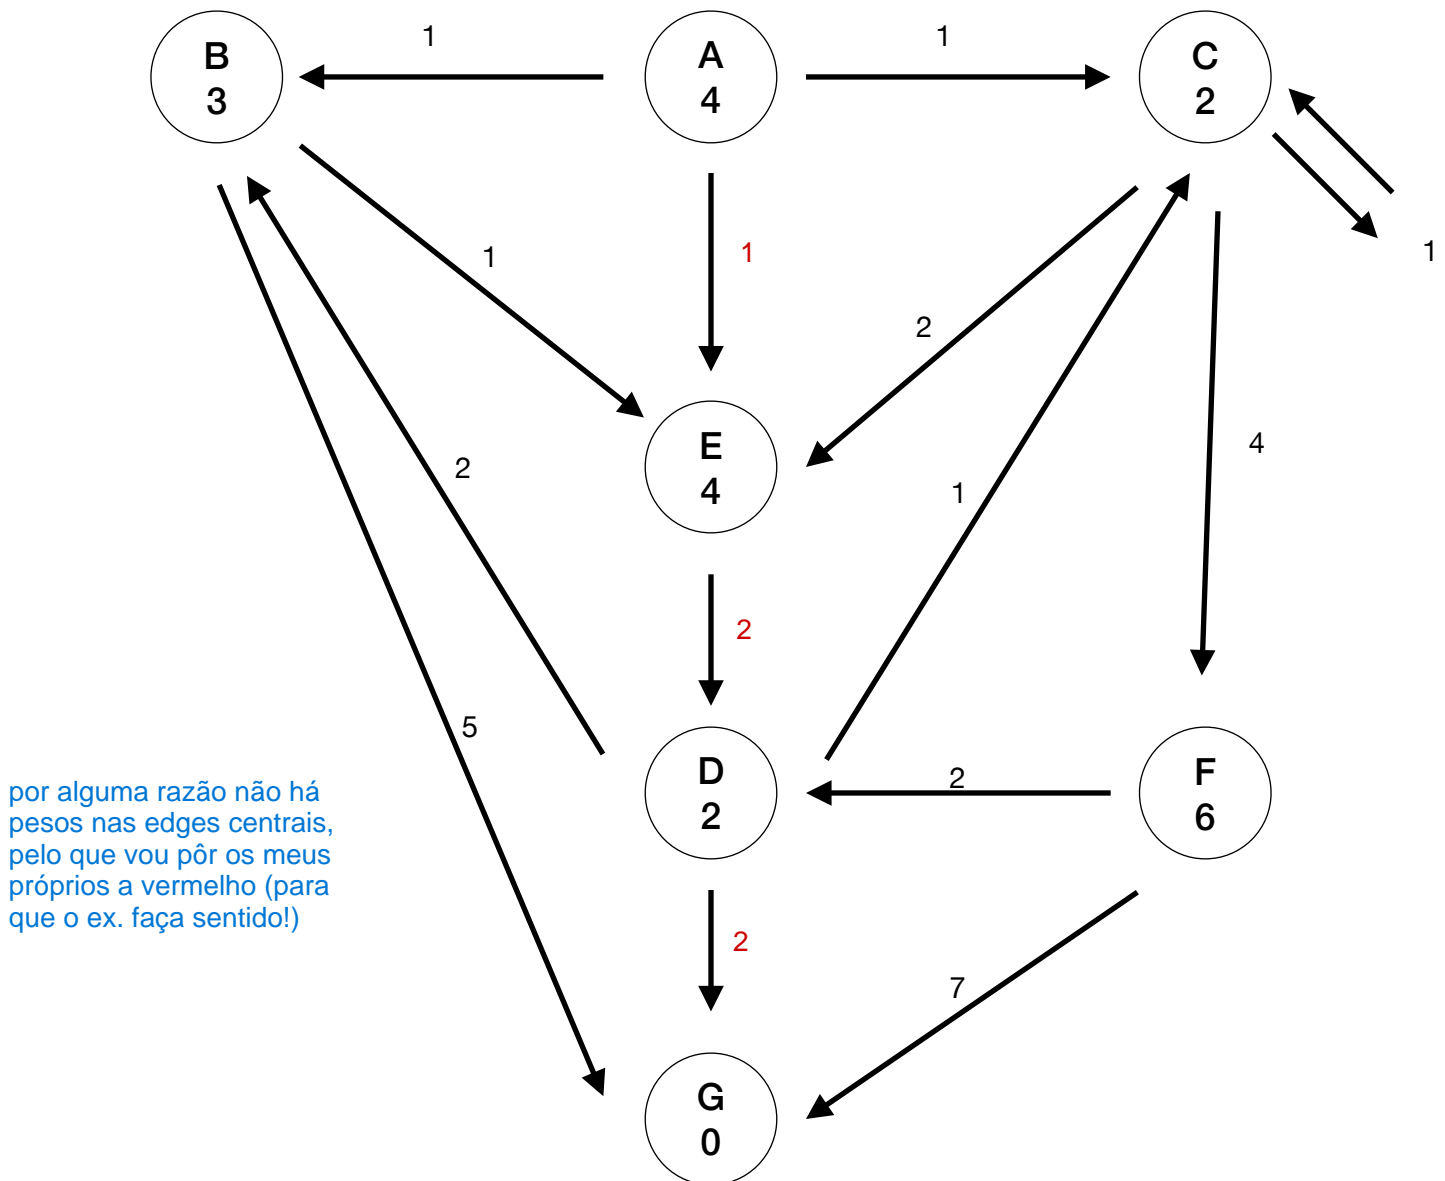 1
1
B
3
A
4
C
2
1
1
1
2
E
4
4
2
1
2
5
D
2
2
F
6
por alguma razão não há
pesos nas edges centrais,
pelo que vou pôr os meus
próprios a vermelho (para
que o ex. faça sentido!)
2
7
G
0